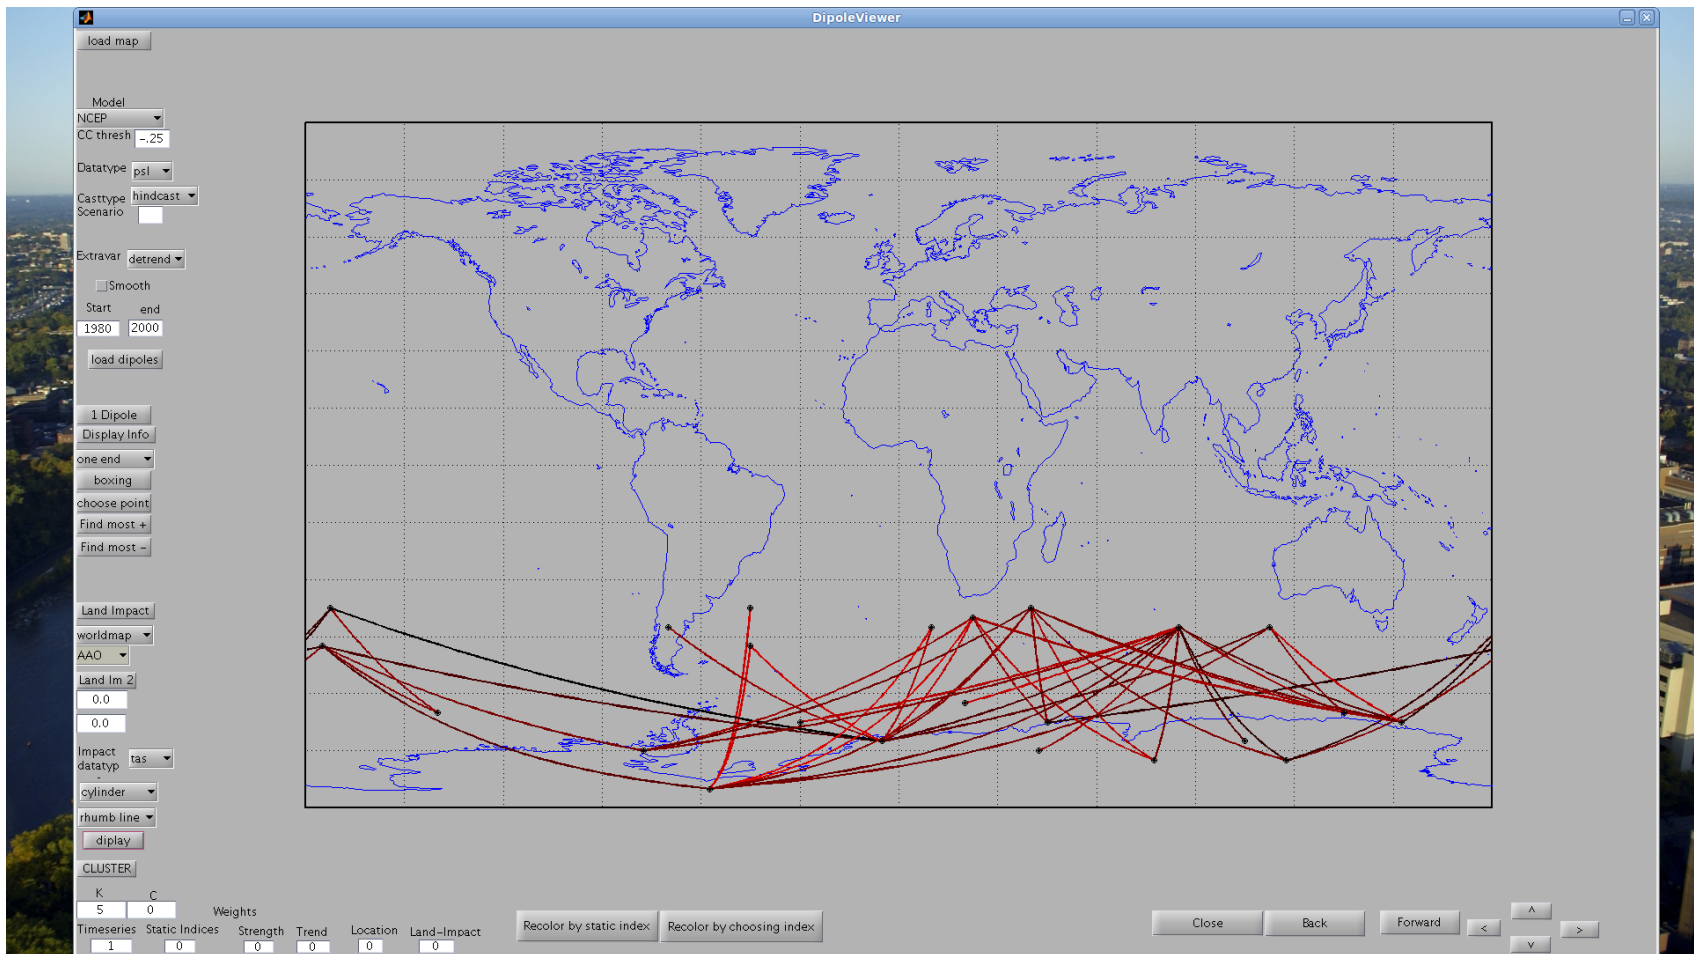 DipoleViewer
load map
Model
NCEP
CC thresh -.25
Datatype psl
Casttype hindcast
Scenario
Extravar detrend
Smooth
Start end
1980 2000
load dipoles
1 Dipole
Display Info
one end
boxing
choose point
Find most +
Find most -
Land Impact
worldmap
AAO
Land Im 2
0.0
0.0
Impact
datatyp tas
cylinder
rhumb line
diplay
CLUSTER
K C
5 0 Weights
Timeseries Static Indices Strength Trend Location Land-Impact
1 0 0 0 0 0
Recolor by static index Recolor by choosing index
Close Back Forward < ^ v >